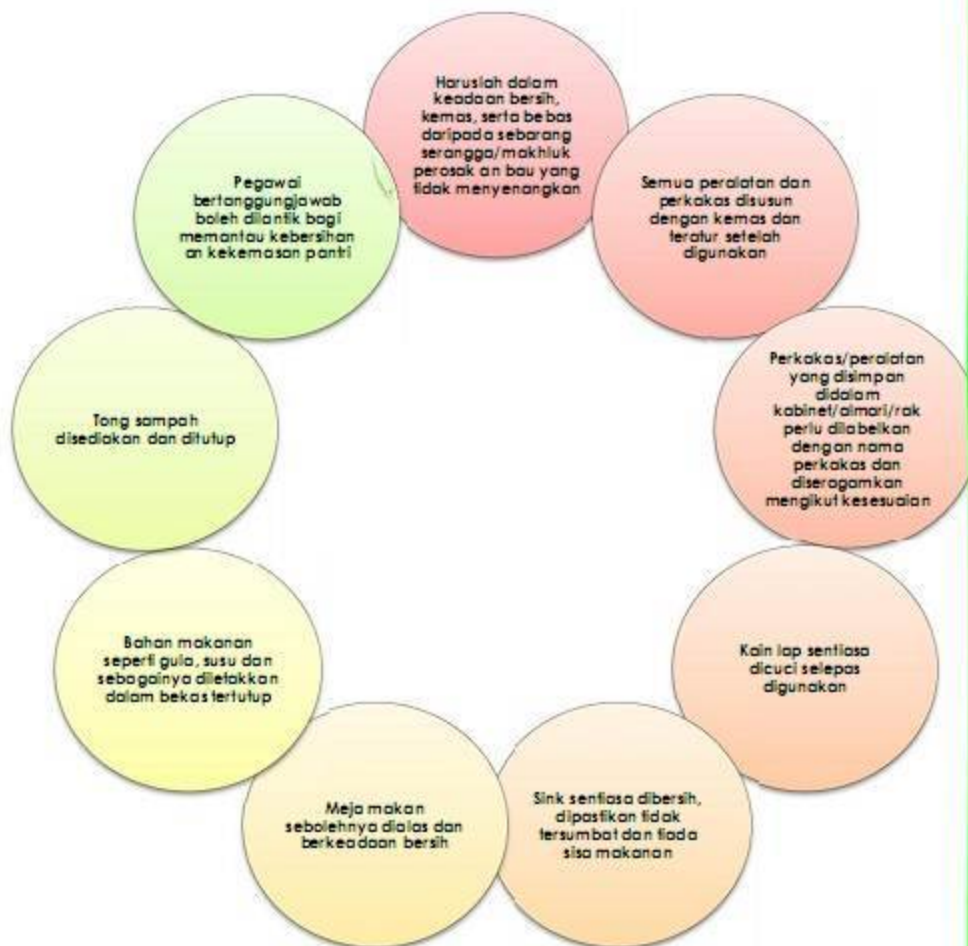 Haruslah dalam
keadaan bersih,
kemas, serta bebas
daripada sebarang
serangga/makhluk
perosak an bau yang
tidak menyenangkan
Semua peralatan dan
perkakas disusun
dengan kemas dan
teratur setelah
digunakan
Perkakas/peralatan
yang disimpan
didalam
kabinet/almari/rak
perlu dilabelkan
dengan nama
perkakas dan
diseragamkan
mengikut kesesuaian
Kain lap sentiasa
dicuci selepas
digunakan
Sink sentiasa dibersih,
dipastikan tidak
tersumbat dan tiada
sisa makanan
Meja makan
sebolehnya dialas dan
berkeadaan bersih
Bahan makanan
seperti gula, susu dan
sebagainya diletakkan
dalam bekas tertutup
Tong sampah
disediakan dan ditutup
Pegawai
bertanggungjawab
boleh dilantik bagi
memantau kebersihan
an kekemasan pantri